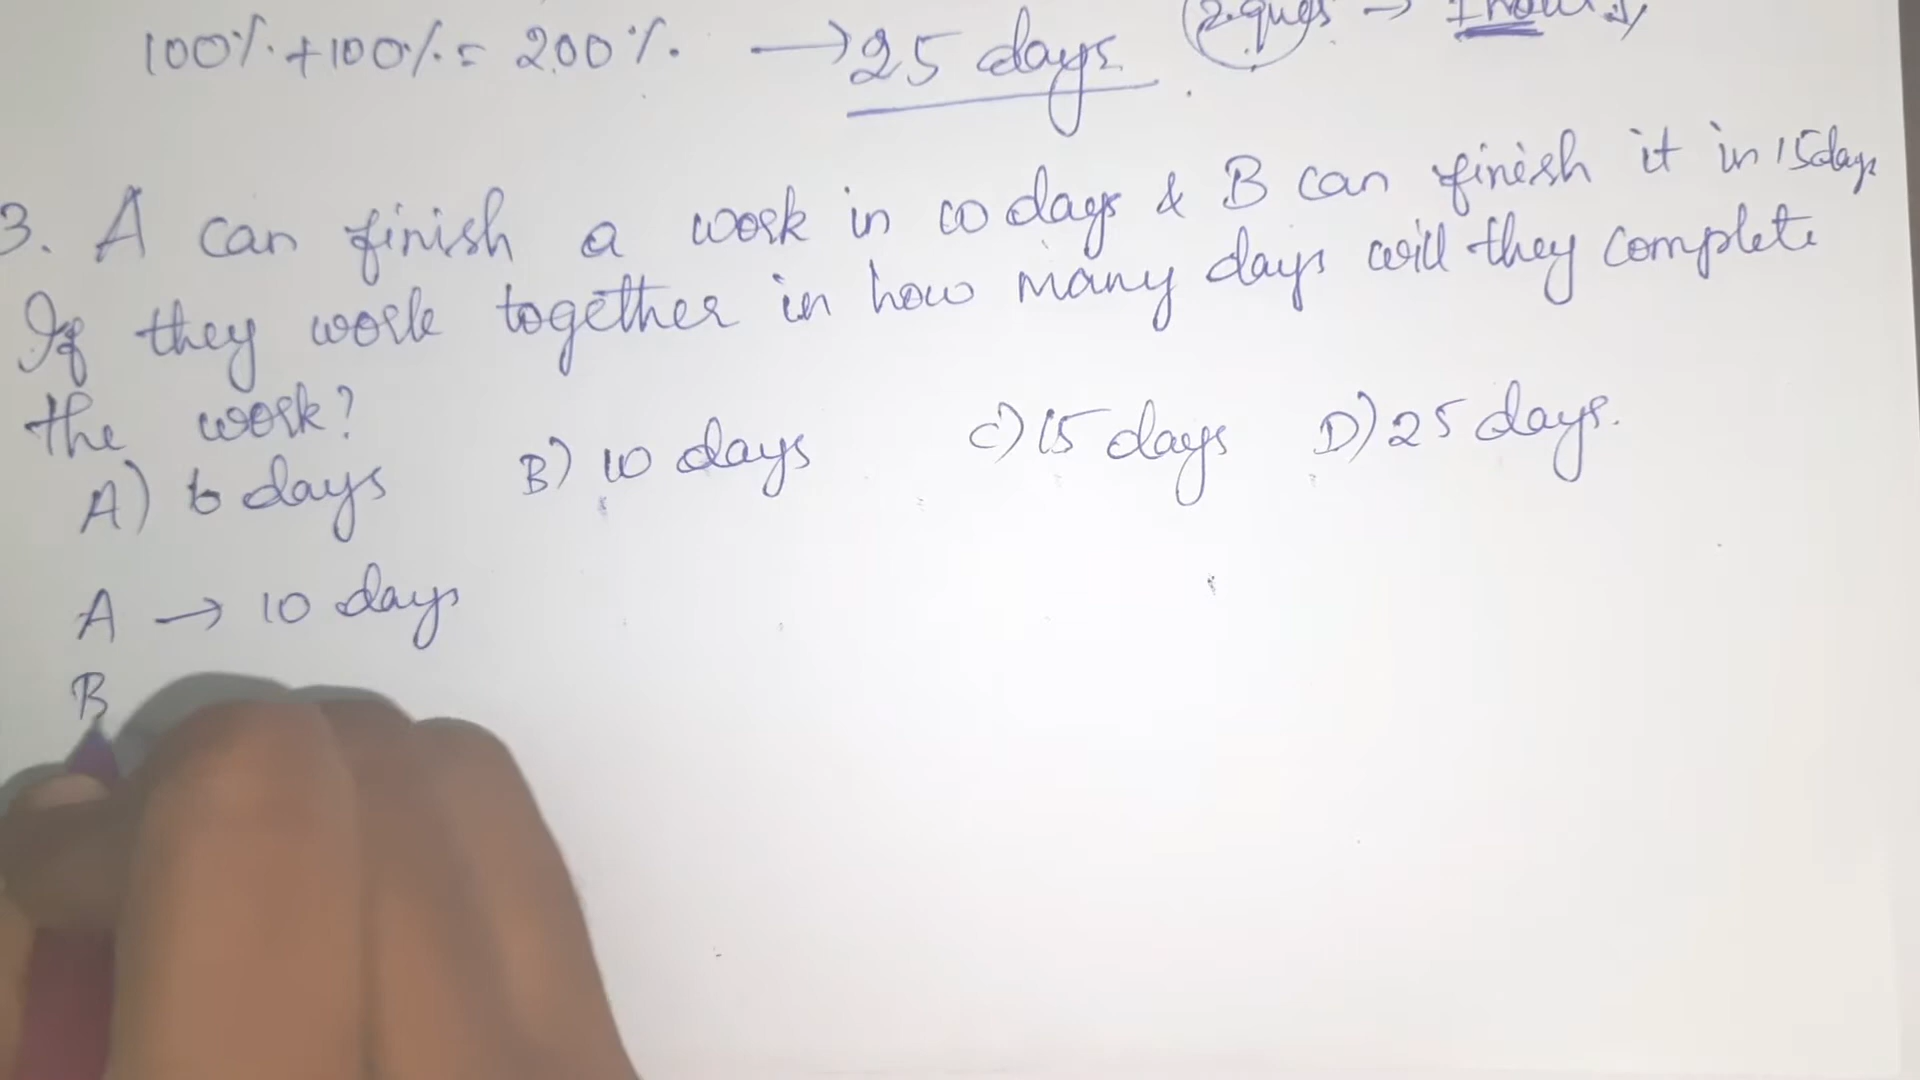 100%+100%= 200% → 25 days
2 ques →
3. A can finish a work in 10 days & B can finish it in 15 days
If they work together in how many days will they complete
the work?
A) 6 days B) 10 days C) 15 days D) 25 days.
A → 10 days
B